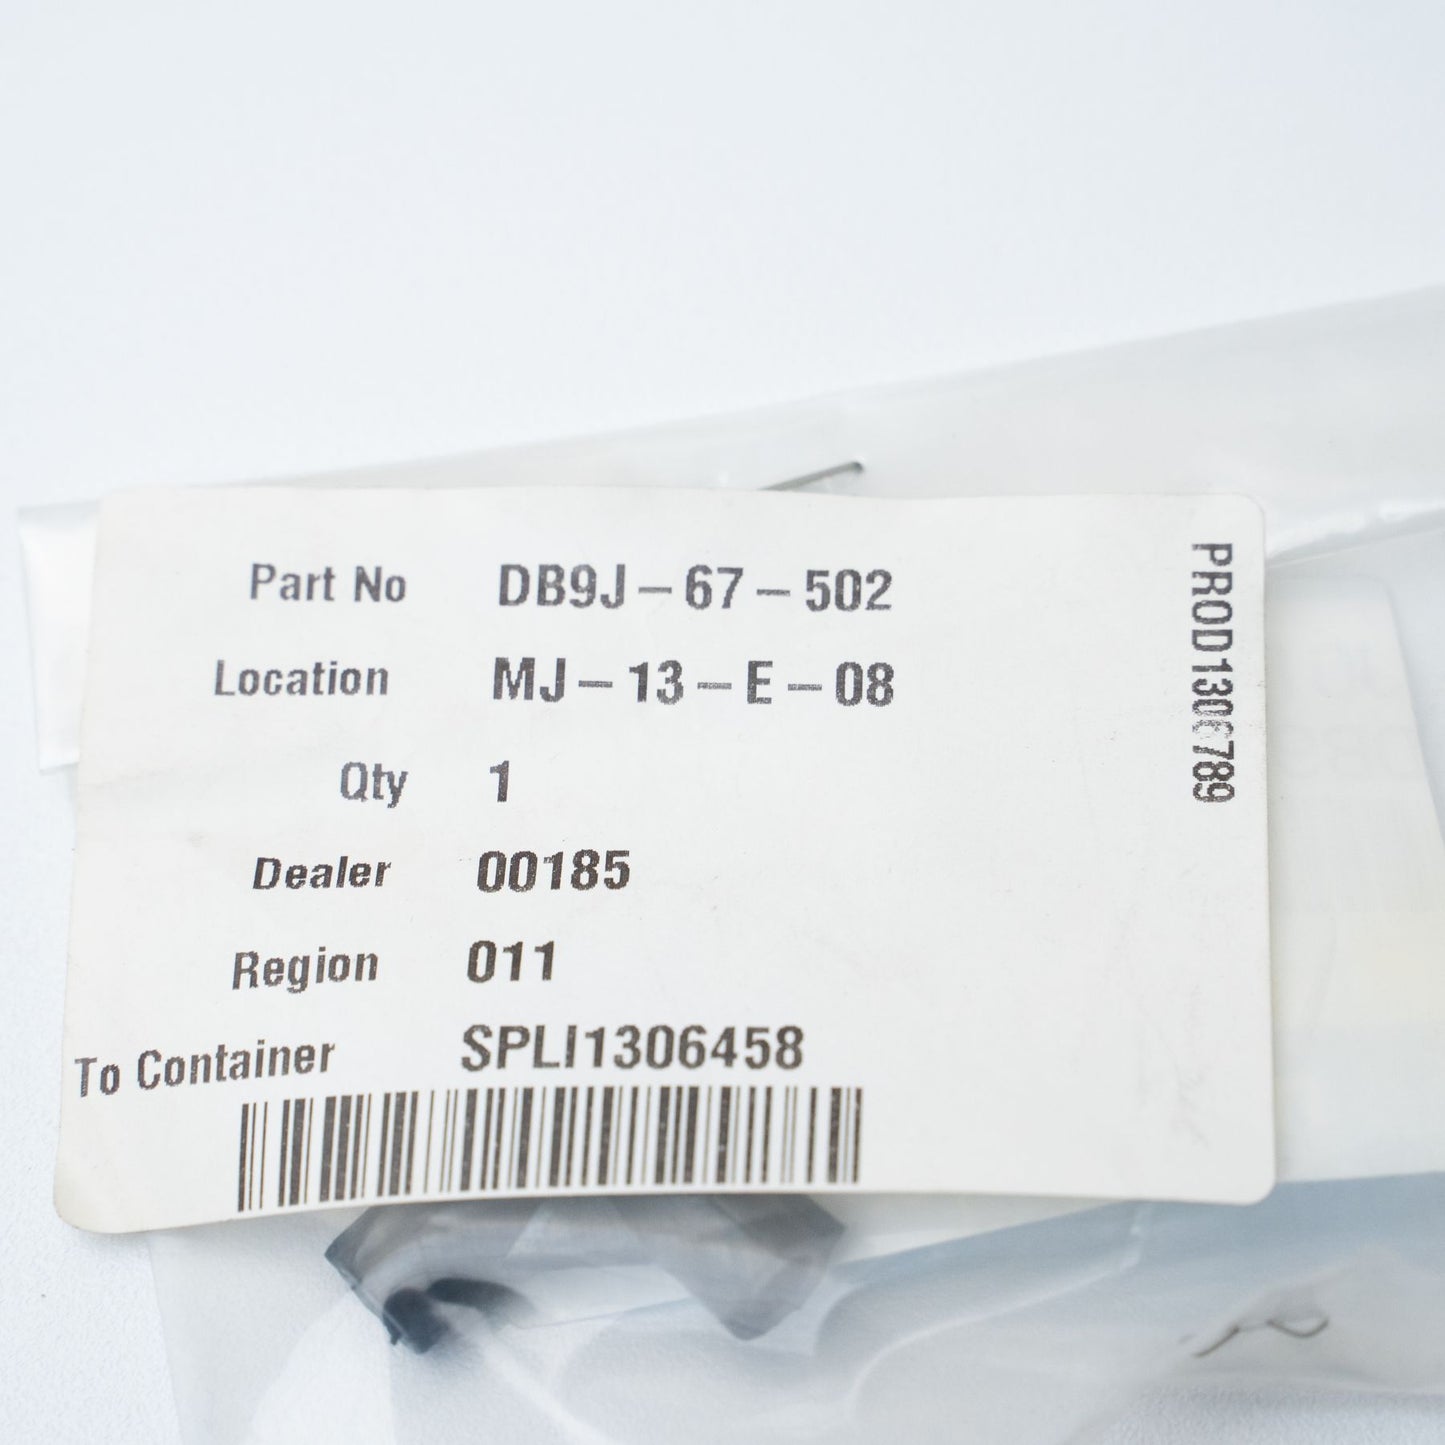 Part No DB9J-67-502
Location MJ-13-E-08
Qty 1
Dealer 00185
Region 011
To Container SPLI1306458
PROD1306789